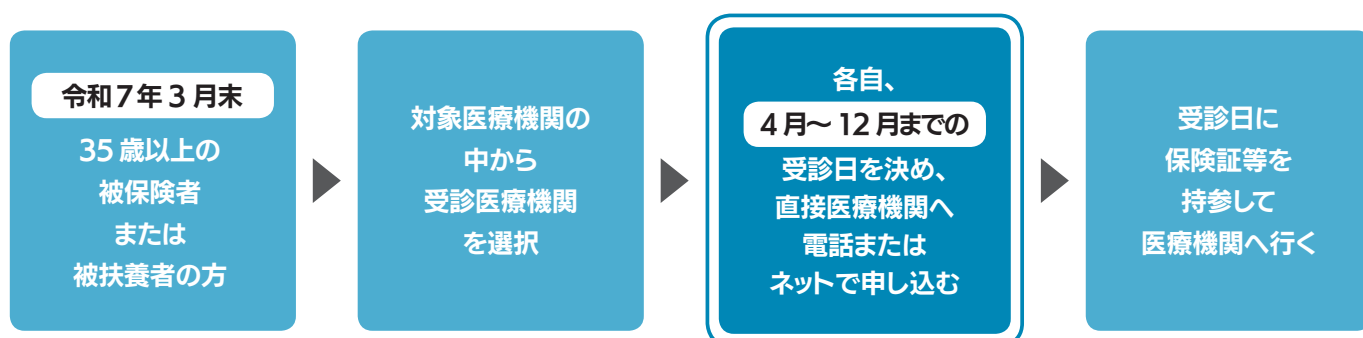 令和7年3月末
35歳以上の
被保険者
または
被扶養者の方
対象医療機関の
中から
受診医療機関
を選択
各自、
4月～12月までの
受診日を決め、
直接医療機関へ
電話または
ネットで申し込む
受診日に
保険証等を
持参して
医療機関へ行く